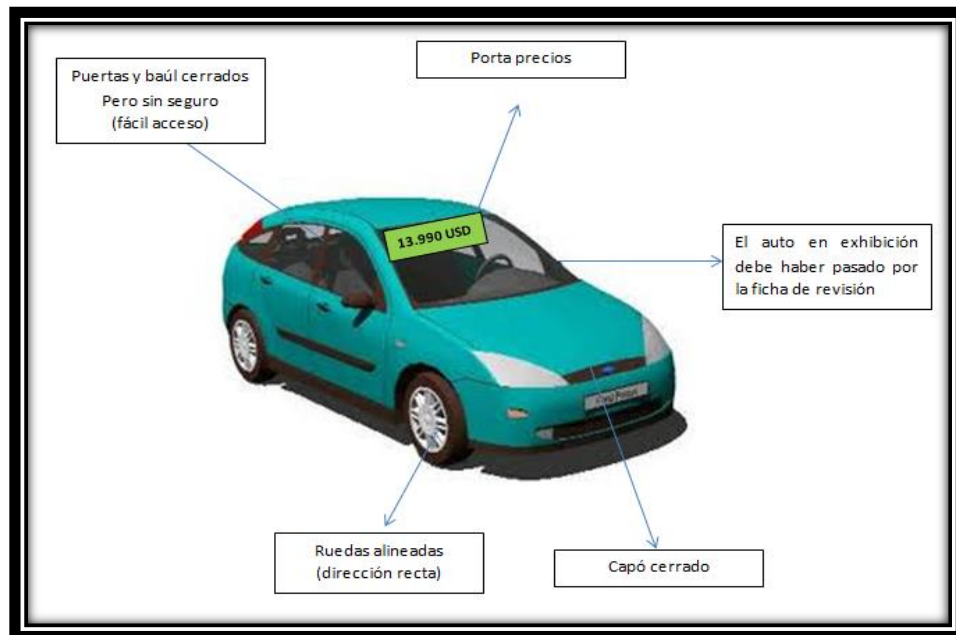 Porta precios
Puertas y baúl cerrados
Pero sin seguro
(fácil acceso)
13.990 USD
El auto en exhibición
debe haber pasado por
la ficha de revisión
Ruedas alineadas
(dirección recta)
Capó cerrado